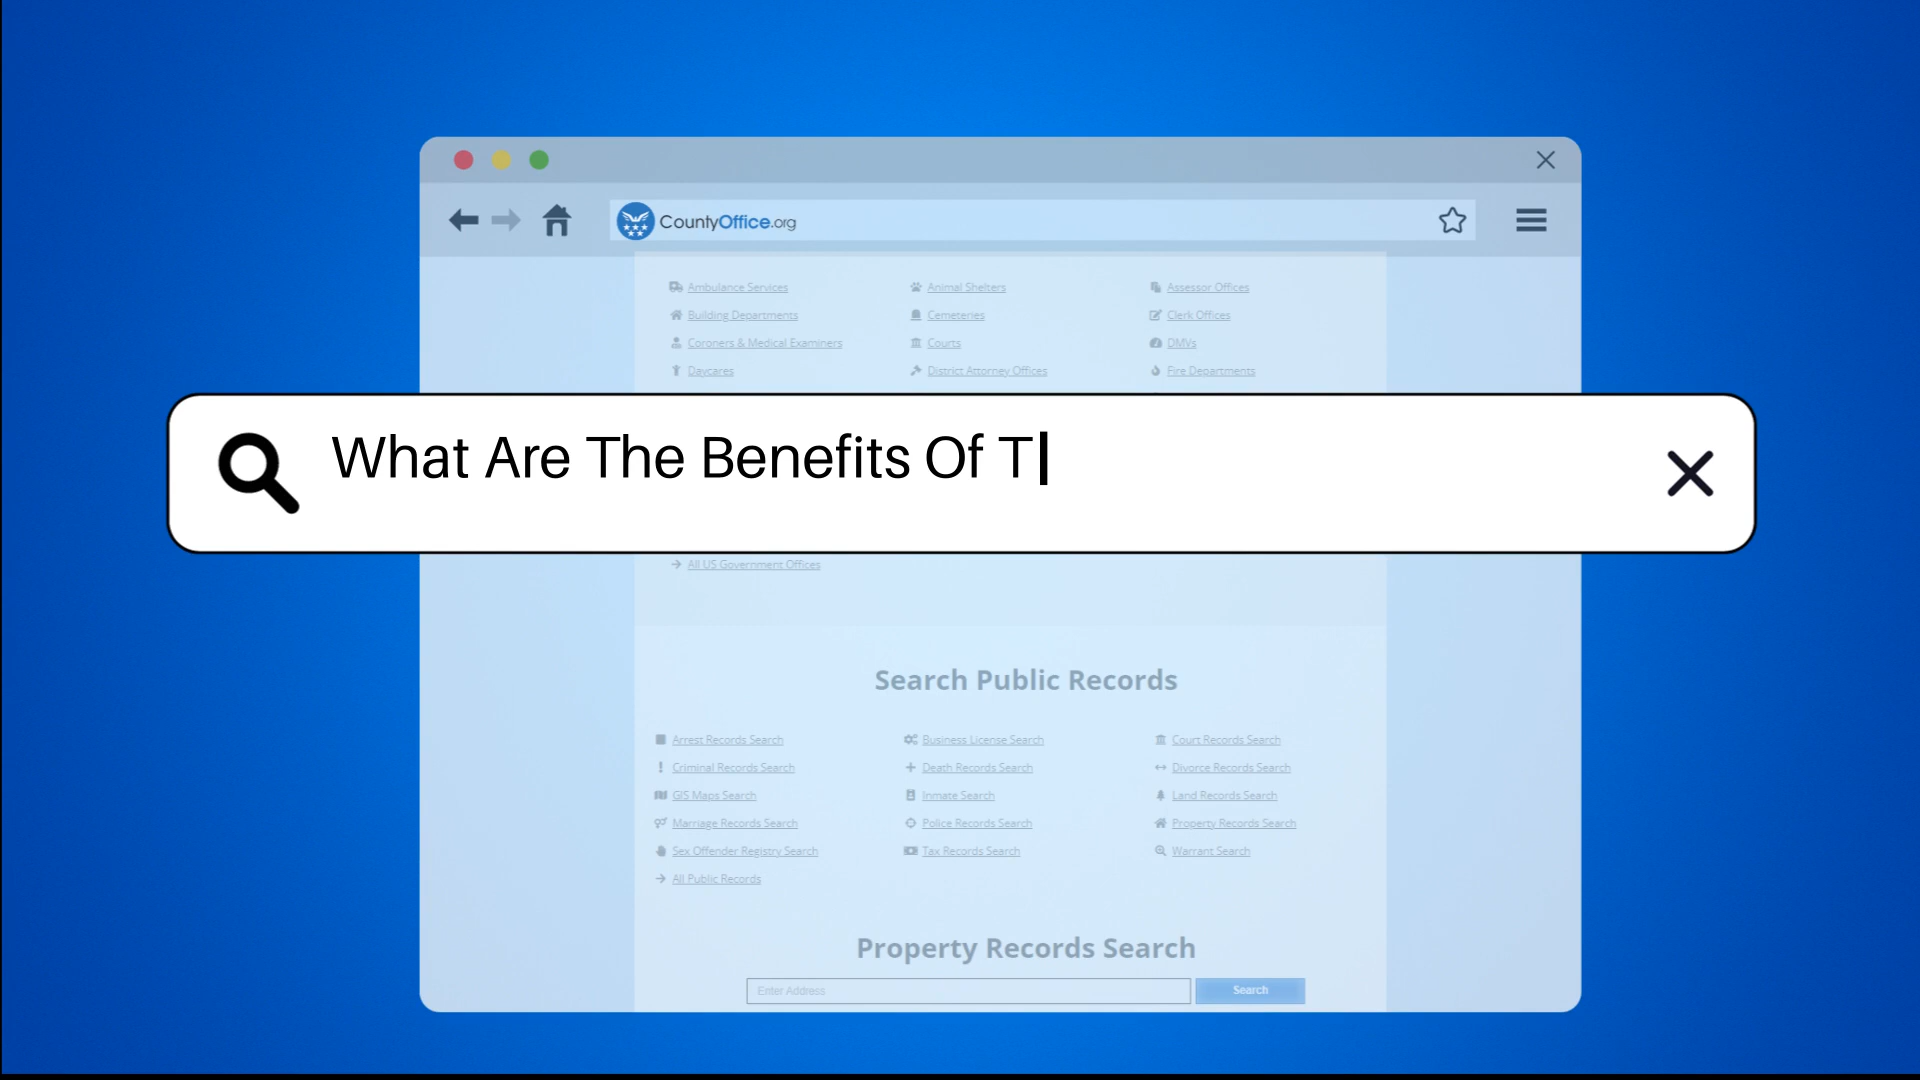 CountyOffice.org
Ambulance Services Animal Shelters Assessor Offices
Building Departments Cemeteries Clerk Offices
Coroners & Medical Examiners Courts DMVs
Daycares District Attorney Offices Fire Departments
What Are The Benefits Of T
All US Government Offices
Search Public Records
Arrest Records Search Business License Search Court Records Search
Criminal Records Search Death Records Search Divorce Records Search
GIS Maps Search Inmate Search Land Records Search
Marriage Records Search Police Records Search Property Records Search
Sex Offender Registry Search Tax Records Search Warrant Search
All Public Records
Property Records Search
Enter Address Search